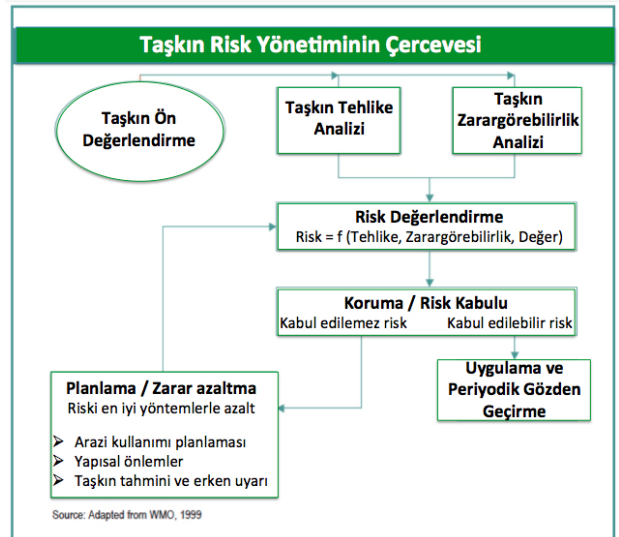 Taşkın Risk Yönetiminin Çercevesi
Taşkın Ön
Değerlendirme
Taşkın Tehlike
Analizi
Taşkın
Zarargörebilirlik
Analizi
Risk Değerlendirme
Risk = f (Tehlike, Zarargörebilirlik, Değer)
Koruma / Risk Kabulu
Kabul edilemez risk
Kabul edilebilir risk
Uygulama ve
Periyodik Gözden
Geçirme
Planlama / Zarar azaltma
Riski en iyi yöntemlerle azalt
➢ Arazi kullanımı planlaması
➢ Yapısal önlemler
➢ Taşkın tahmini ve erken uyarı
Source: Adapted from WMO, 1999